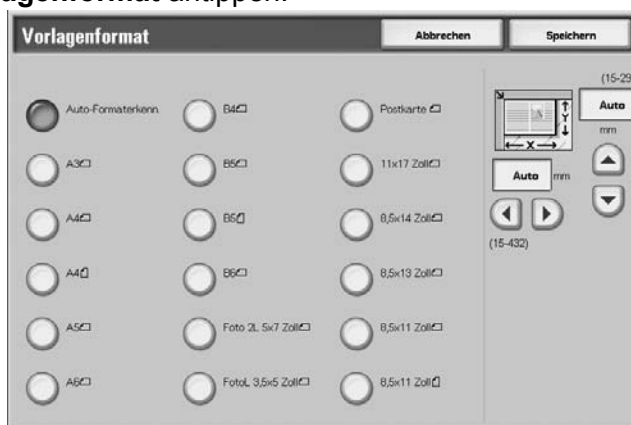 agenformat antippen.
Vorlagenformat
Abbrechen
Speichern
Auto-Formaterkenn.
A3
A4
A4
A5
A6
B4
B5
B5
B6
Foto 2L 5x7 Zoll
FotoL 3,5x5 Zoll
Postkarte
11x17 Zoll
8,5x14 Zoll
8,5x13 Zoll
8,5x11 Zoll
8,5x11 Zoll
(15-29
Y
X
Auto
mm
Auto mm
(15-432)